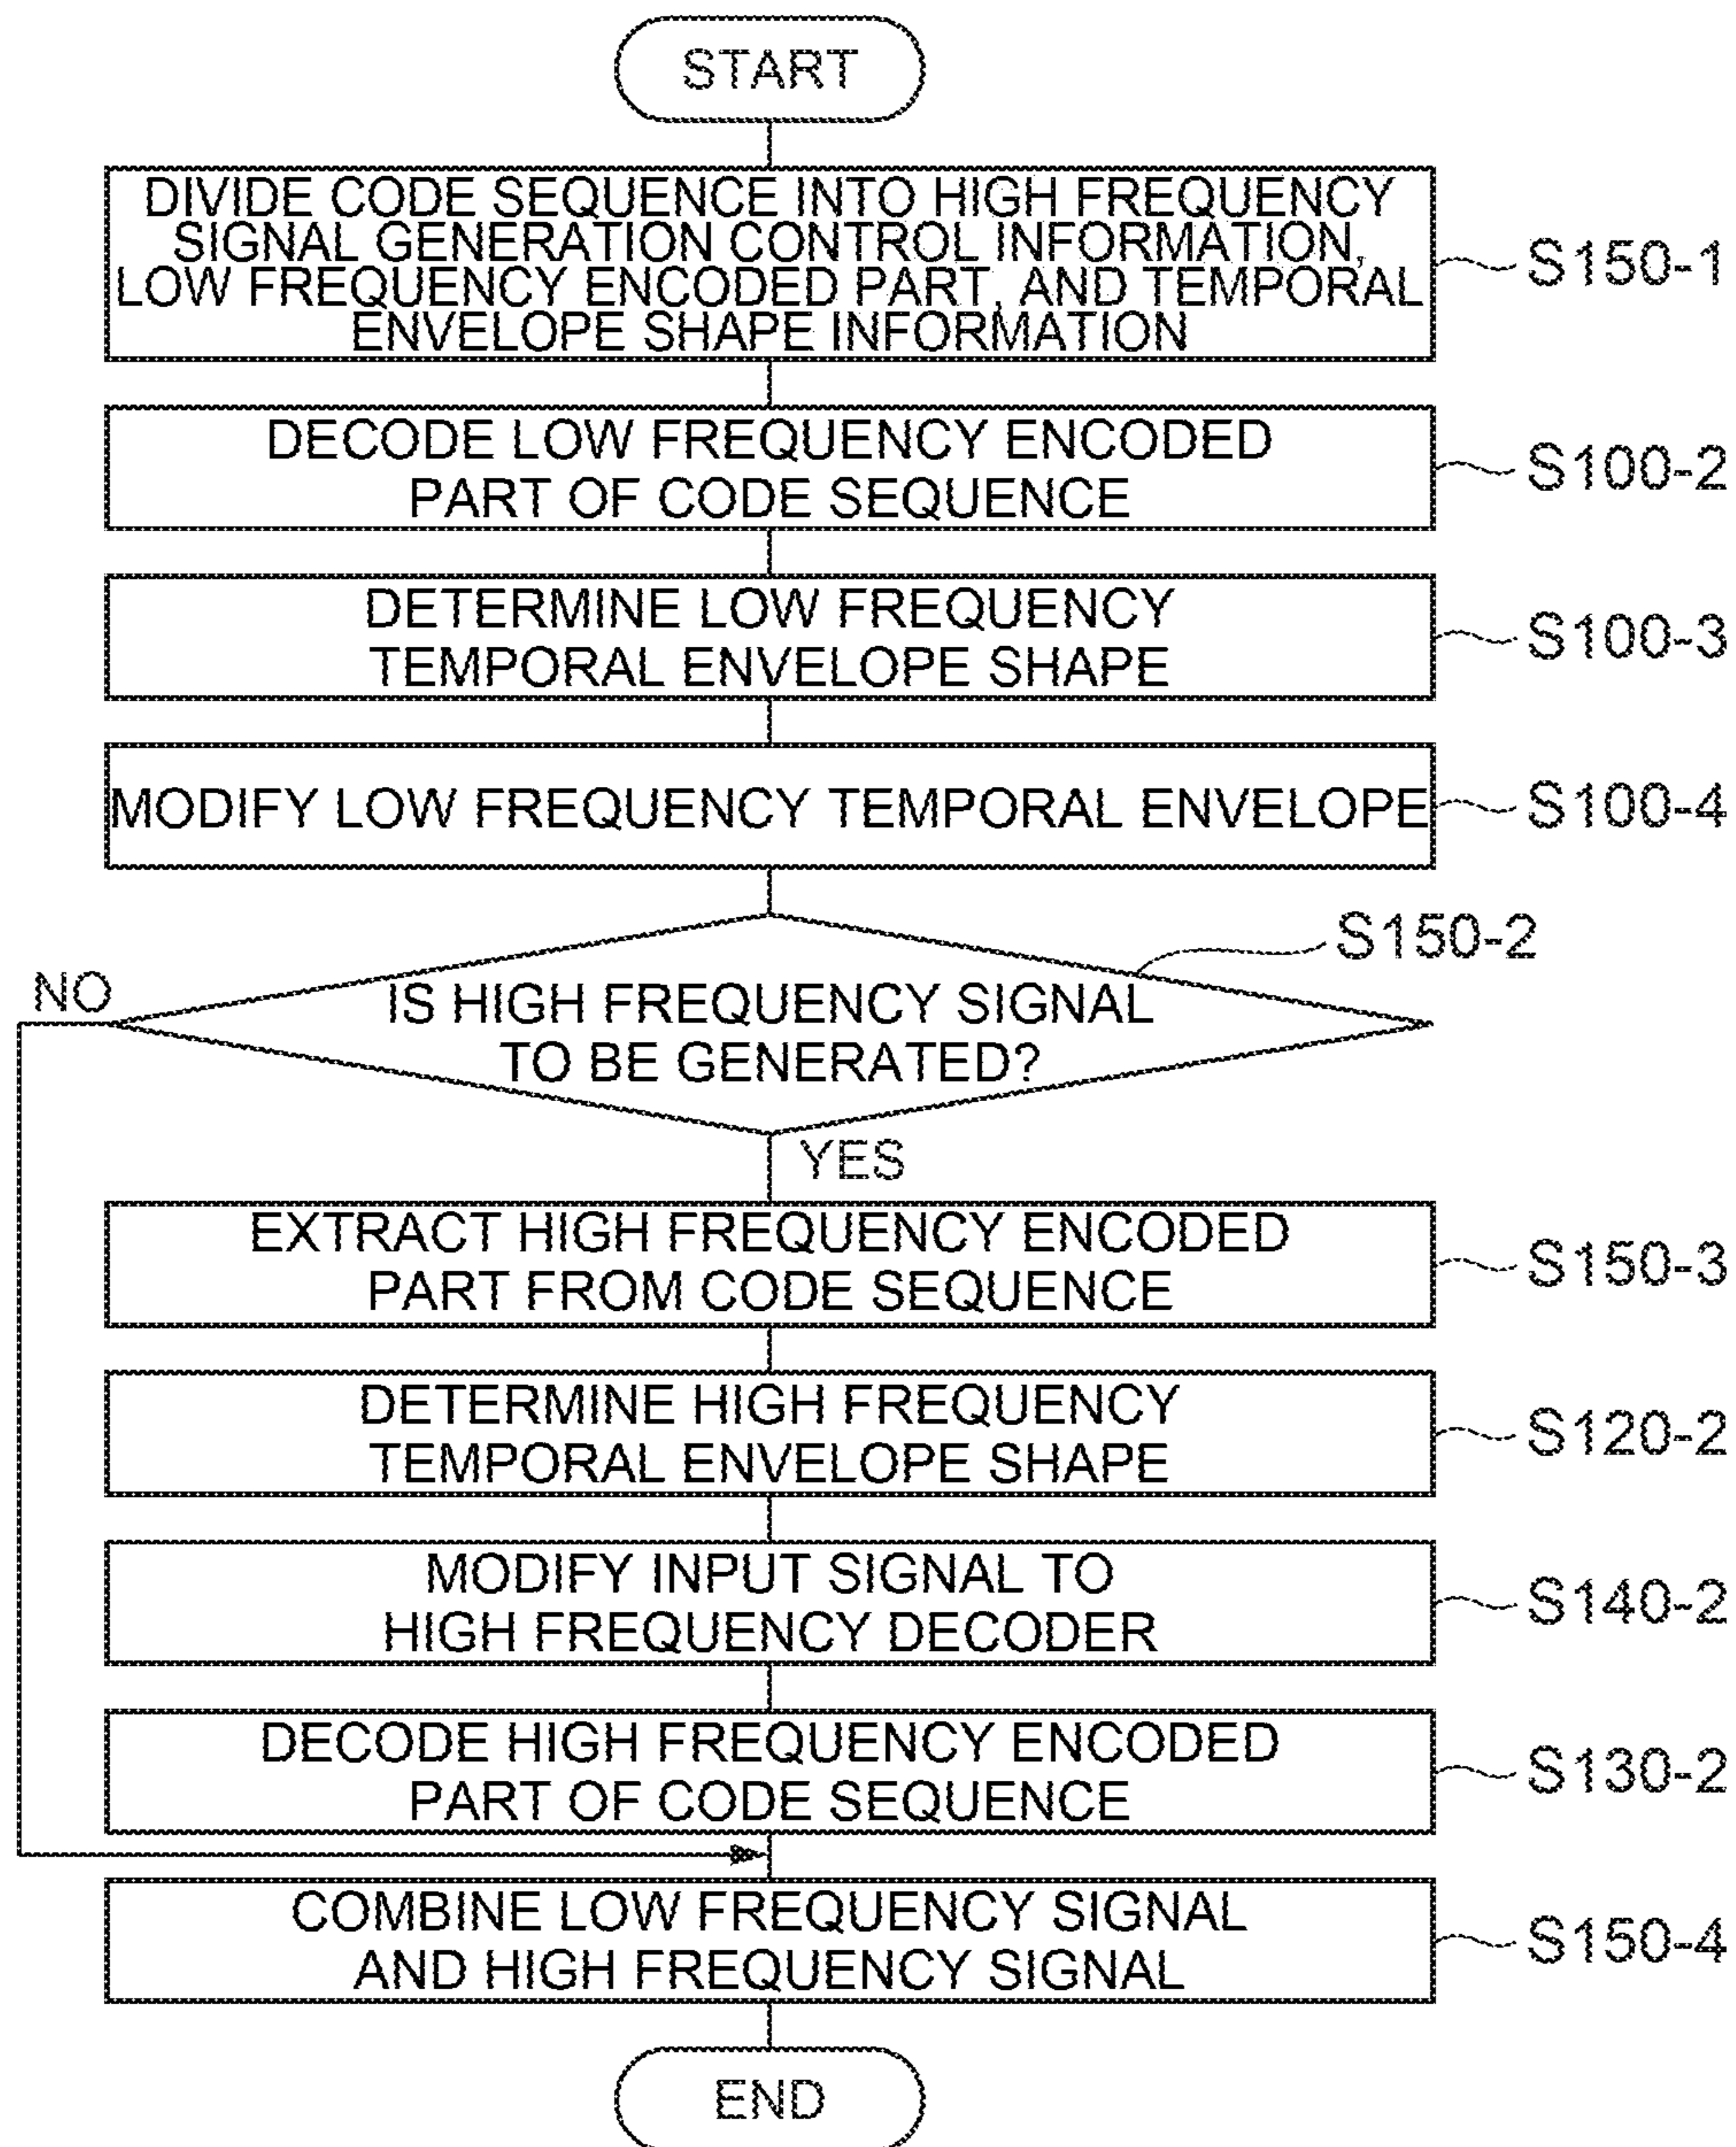 START
DIVIDE CODE SEQUENCE INTO HIGH FREQUENCY
SIGNAL GENERATION CONTROL INFORMATION,
LOW FREQUENCY ENCODED PART, AND TEMPORAL
ENVELOPE SHAPE INFORMATION
S150-1
DECODE LOW FREQUENCY ENCODED
PART OF CODE SEQUENCE
S100-2
DETERMINE LOW FREQUENCY
TEMPORAL ENVELOPE SHAPE
S100-3
MODIFY LOW FREQUENCY TEMPORAL ENVELOPE
S100-4
S150-2
NO
IS HIGH FREQUENCY SIGNAL
TO BE GENERATED?
YES
EXTRACT HIGH FREQUENCY ENCODED
PART FROM CODE SEQUENCE
S150-3
DETERMINE HIGH FREQUENCY
TEMPORAL ENVELOPE SHAPE
S120-2
MODIFY INPUT SIGNAL TO
HIGH FREQUENCY DECODER
S140-2
DECODE HIGH FREQUENCY ENCODED
PART OF CODE SEQUENCE
S130-2
COMBINE LOW FREQUENCY SIGNAL
AND HIGH FREQUENCY SIGNAL
S150-4
END